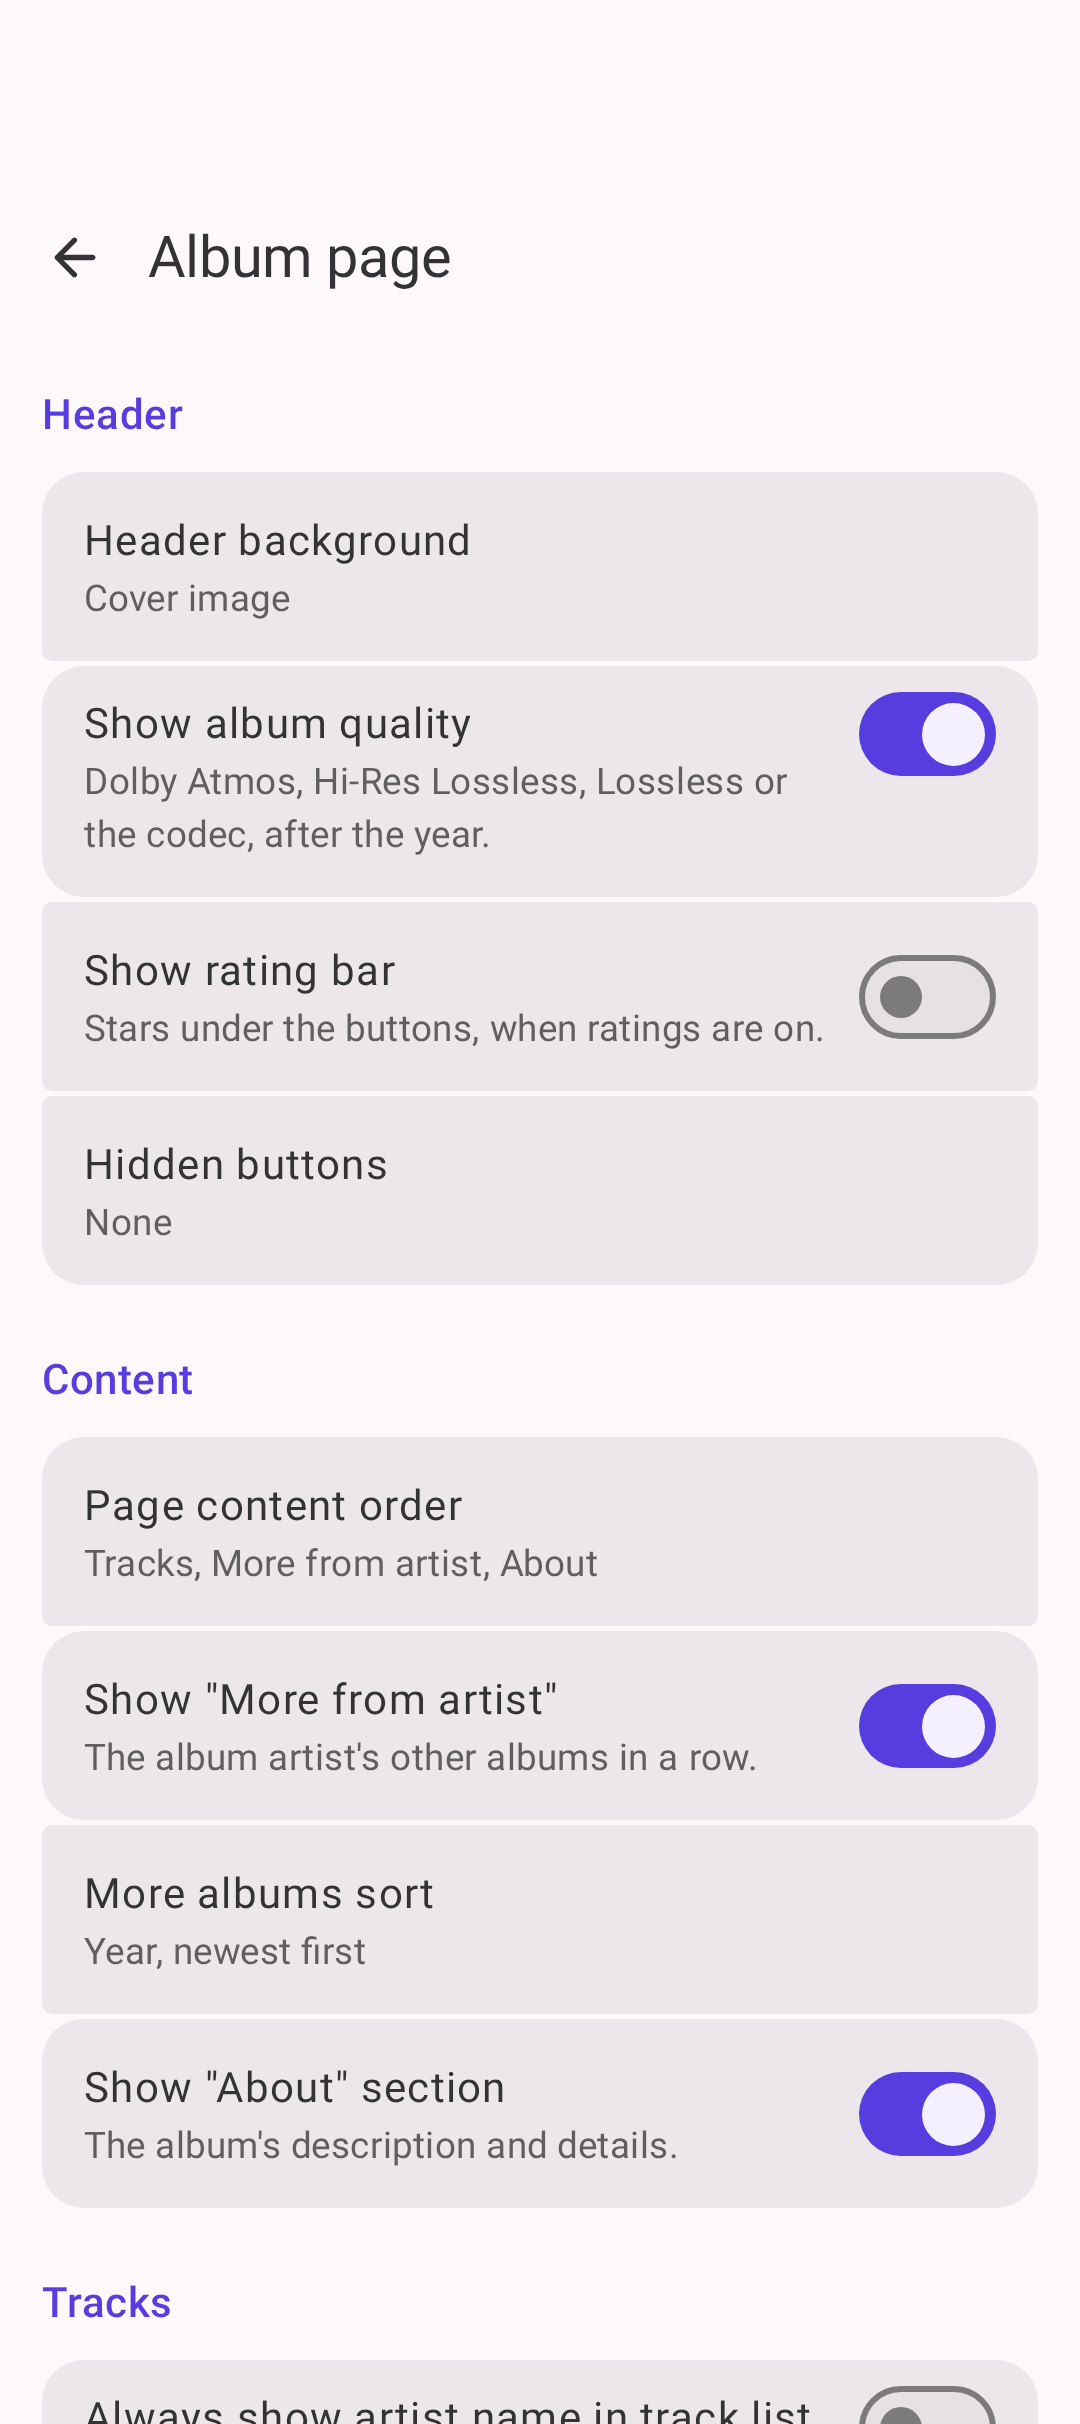 Album page
Header
Header background
Cover image
Show album quality
Dolby Atmos, Hi-Res Lossless, Lossless or
the codec, after the year.
Show rating bar
Stars under the buttons, when ratings are on.
Hidden buttons
None
Content
Page content order
Tracks, More from artist, About
Show "More from artist"
The album artist's other albums in a row.
More albums sort
Year, newest first
Show "About" section
The album's description and details.
Tracks
Always show artist name in track list